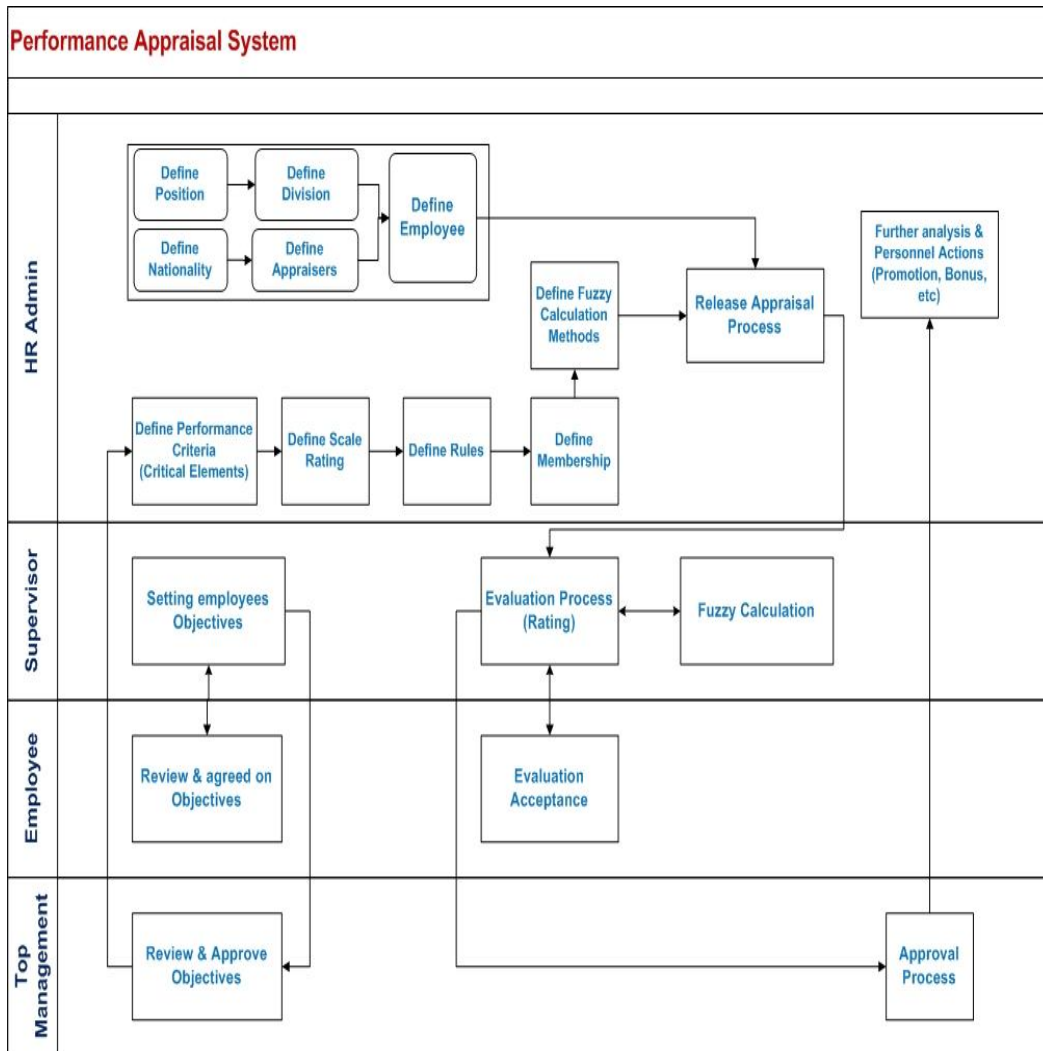 Performance Appraisal System
HR Admin
Define
Position
Define
Division
Define
Employee
Define
Nationality
Define
Appraisers
Define Fuzzy
Calculation
Methods
Release Appraisal
Process
Further analysis &
Personnel Actions
(Promotion, Bonus,
etc)
Define Performance
Criteria
(Critical Elements)
Define Scale
Rating
Define Rules
Define
Membership
Supervisor
Setting employees
Objectives
Evaluation Process
(Rating)
Fuzzy Calculation
Employee
Review & agreed on
Objectives
Evaluation
Acceptance
Top
Management
Review & Approve
Objectives
Approval
Process